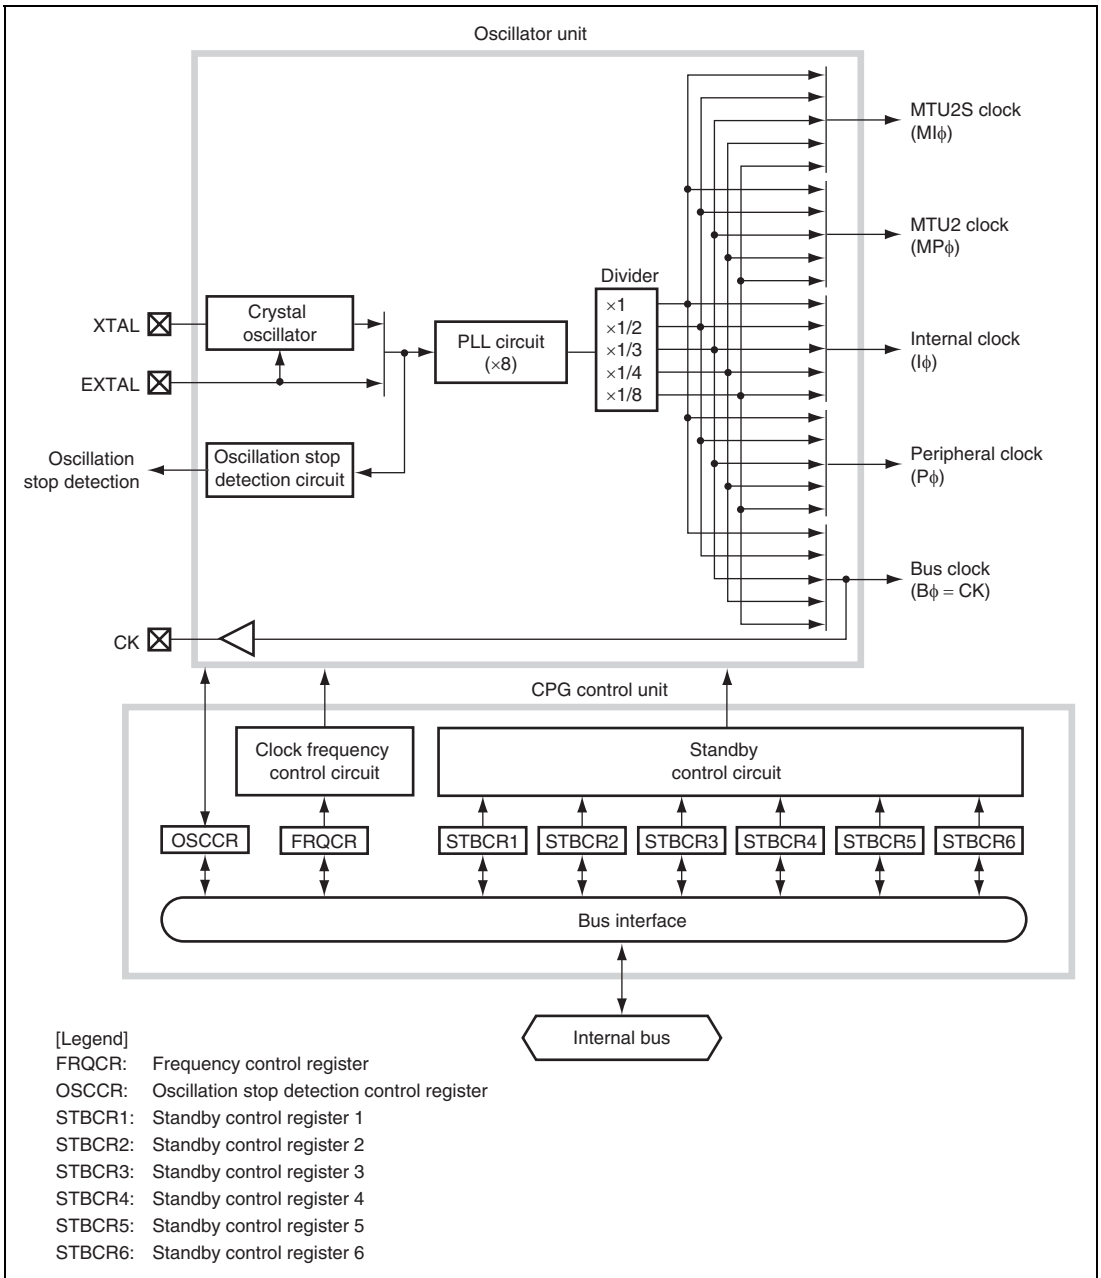 Oscillator unit
MTU2S clock
(MIϕ)
MTU2 clock
(MPϕ)
Divider
×1
×1/2
×1/3
×1/4
×1/8
XTAL
Crystal
oscillator
EXTAL
PLL circuit
(×8)
Internal clock
(Iϕ)
Oscillation
stop detection
Oscillation stop
detection circuit
Peripheral clock
(Pϕ)
Bus clock
(Bϕ = CK)
CK
CPG control unit
Clock frequency
control circuit
Standby
control circuit
OSCCR
FRQCR
STBCR1
STBCR2
STBCR3
STBCR4
STBCR5
STBCR6
Bus interface
Internal bus
[Legend]
FRQCR: Frequency control register
OSCCR: Oscillation stop detection control register
STBCR1: Standby control register 1
STBCR2: Standby control register 2
STBCR3: Standby control register 3
STBCR4: Standby control register 4
STBCR5: Standby control register 5
STBCR6: Standby control register 6